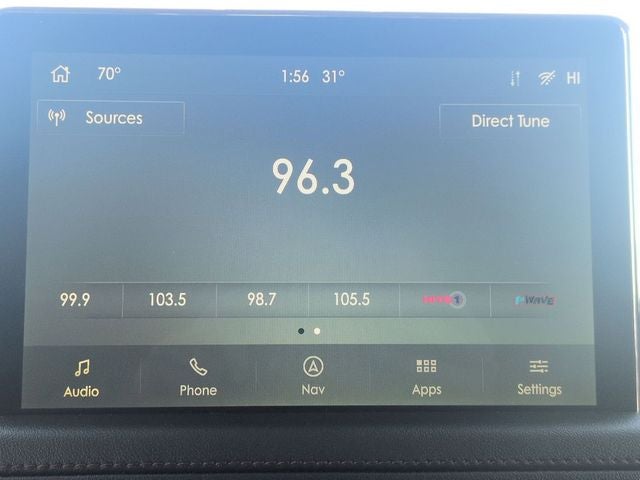 70° 1:56 31° HI
Sources Direct Tune
96.3
99.9 103.5 98.7 105.5 WAVE
Audio Phone Nav Apps Settings